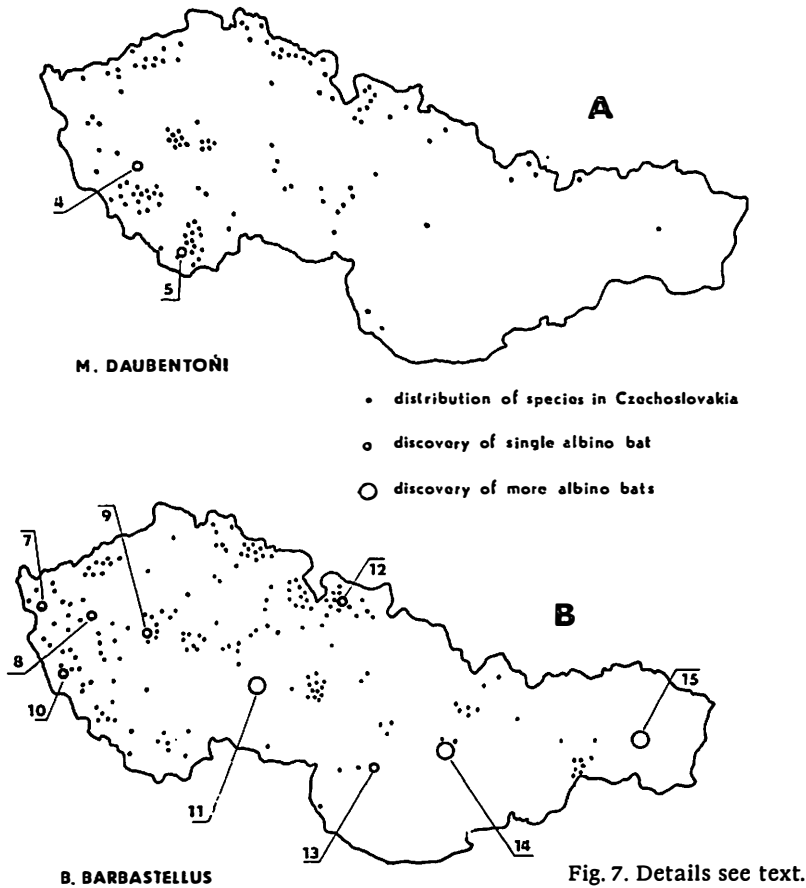 A
4
5
M. DAUBENTOŇI
distribution of species in Czechoslovakia
discovery of single albino bat
discovery of more albino bats
9
7
12
B
8
15
10
11
13
14
B. BARBASTELLUS
Fig. 7. Details see text.